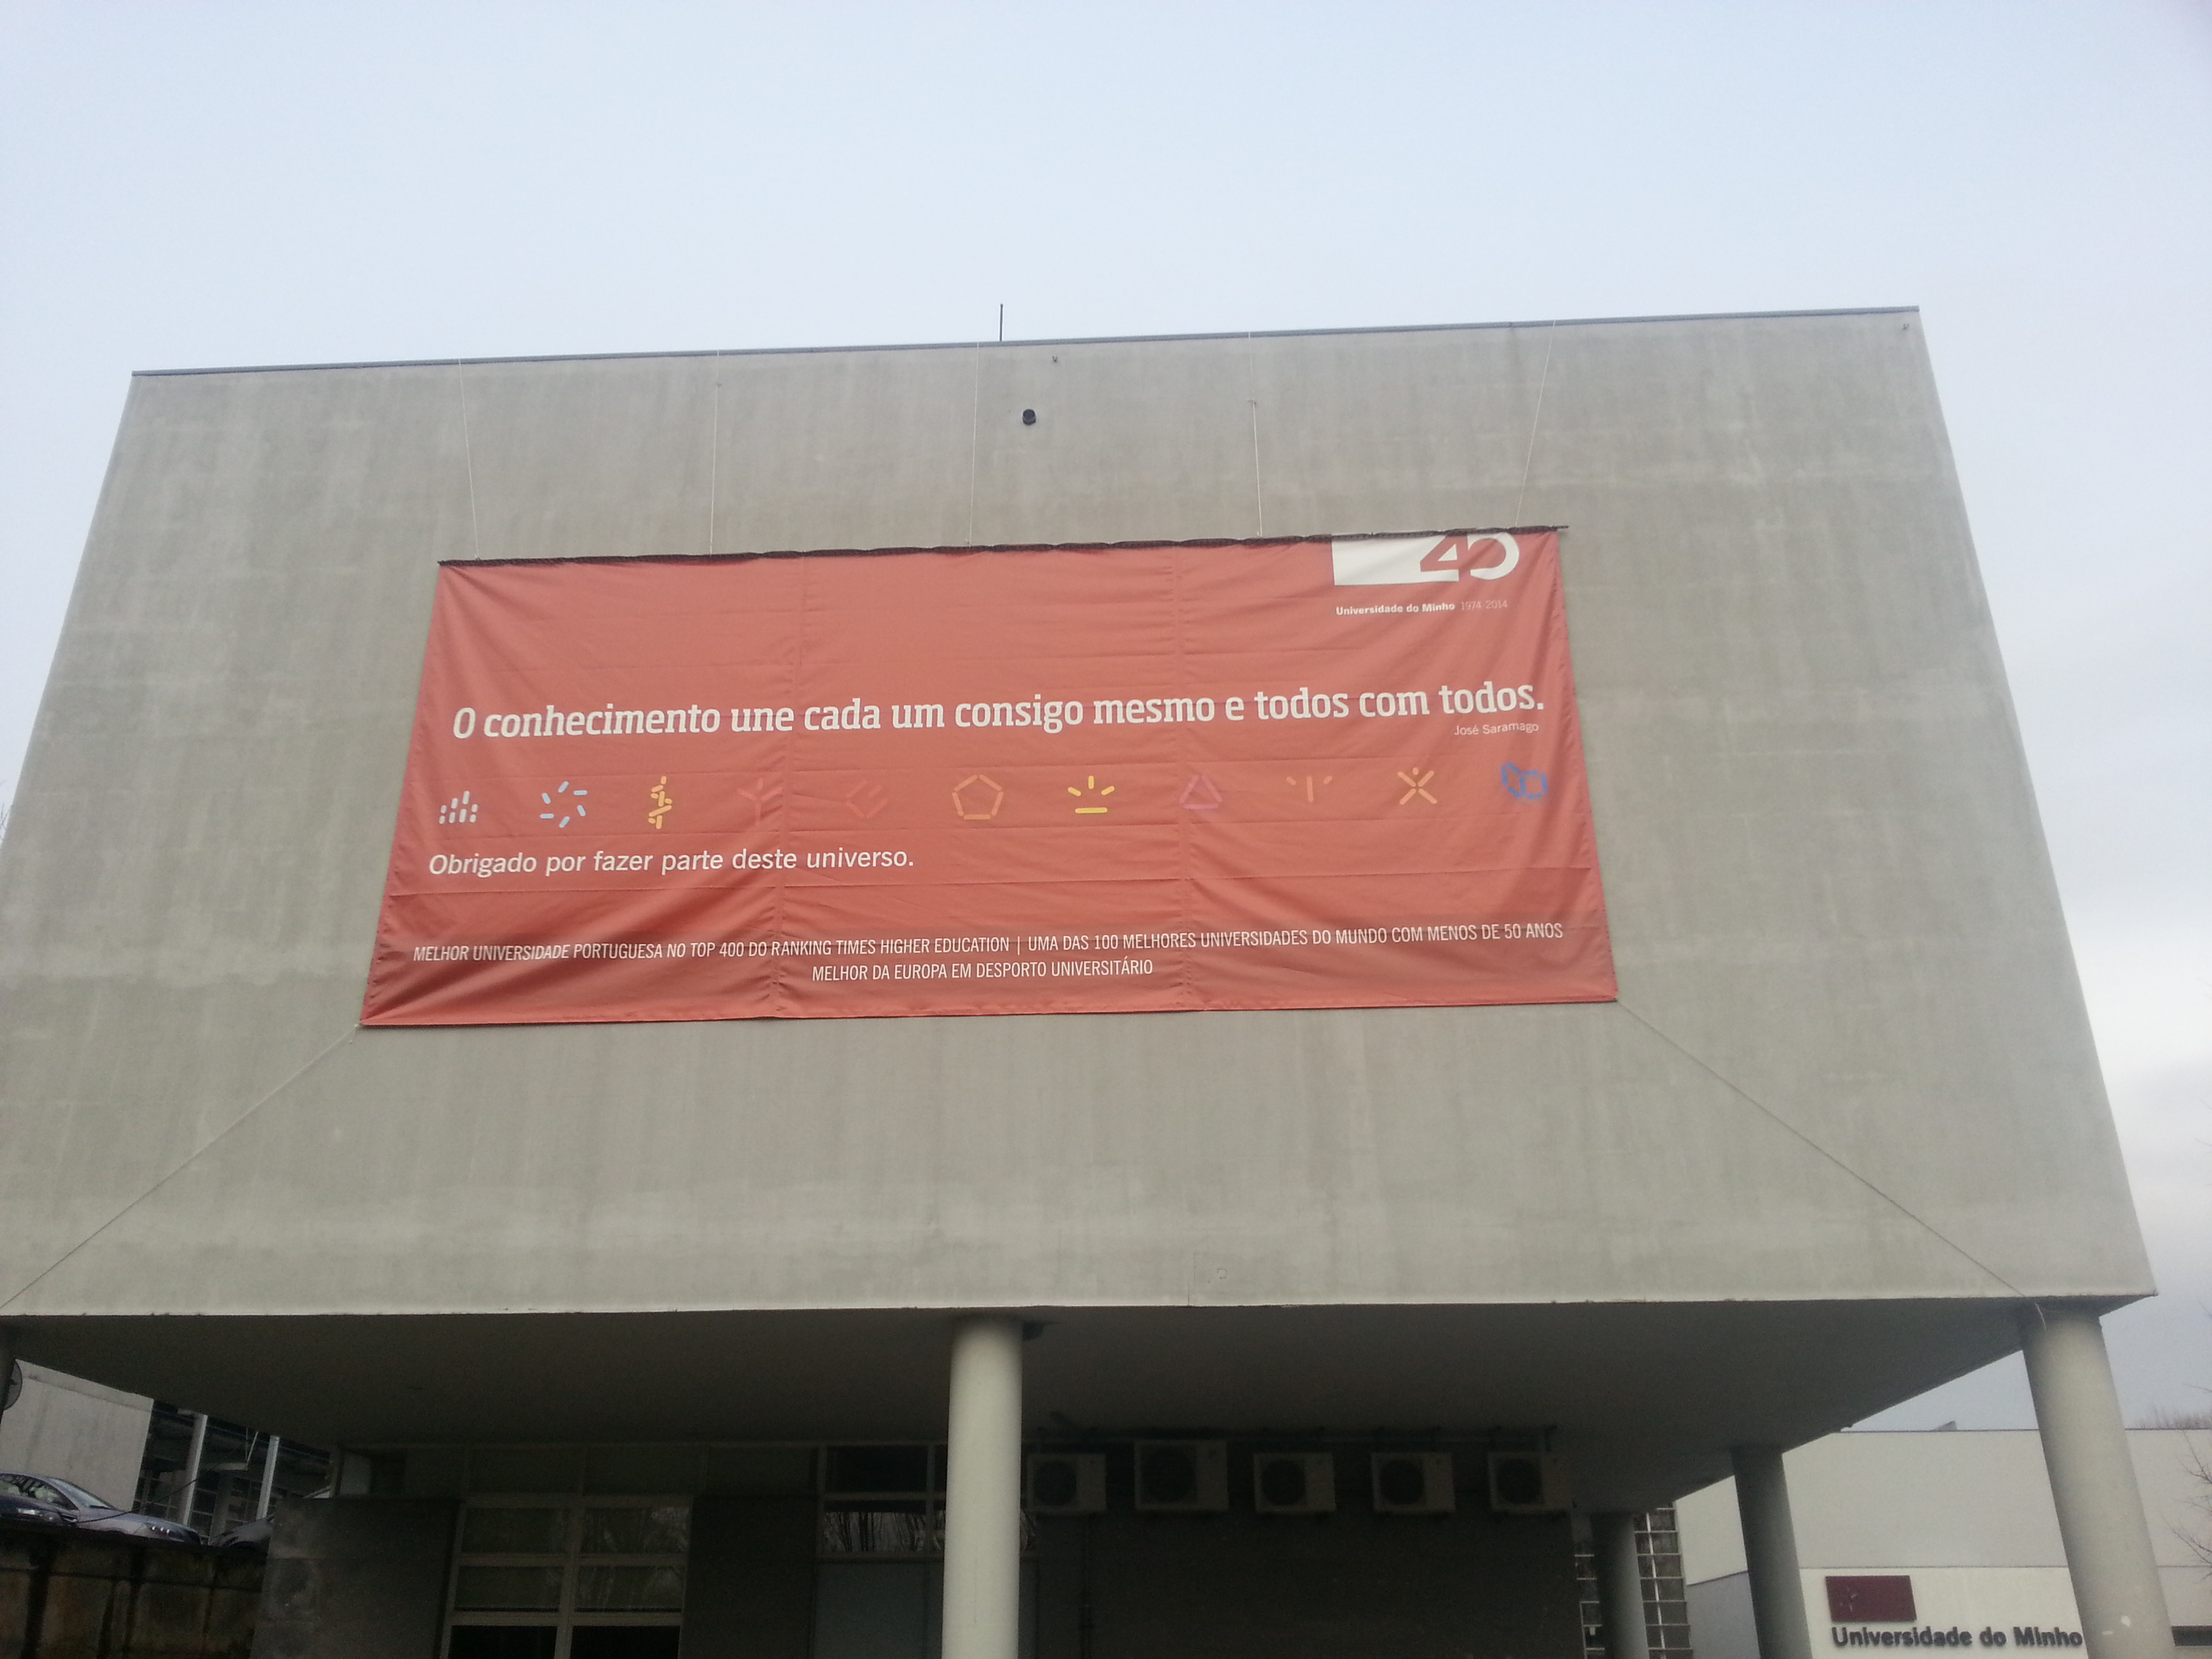 40
Universidade do Minho 1974 2014
O conhecimento une cada um consigo mesmo e todos com todos.
José Saramago
Obrigado por fazer parte deste universo.
MELHOR UNIVERSIDADE PORTUGUESA NO TOP 400 DO RANKING TIMES HIGHER EDUCATION | UMA DAS 100 MELHORES UNIVERSIDADES DO MUNDO COM MENOS DE 50 ANOS
MELHOR DA EUROPA EM DESPORTO UNIVERSITÁRIO
Universidade do Minho